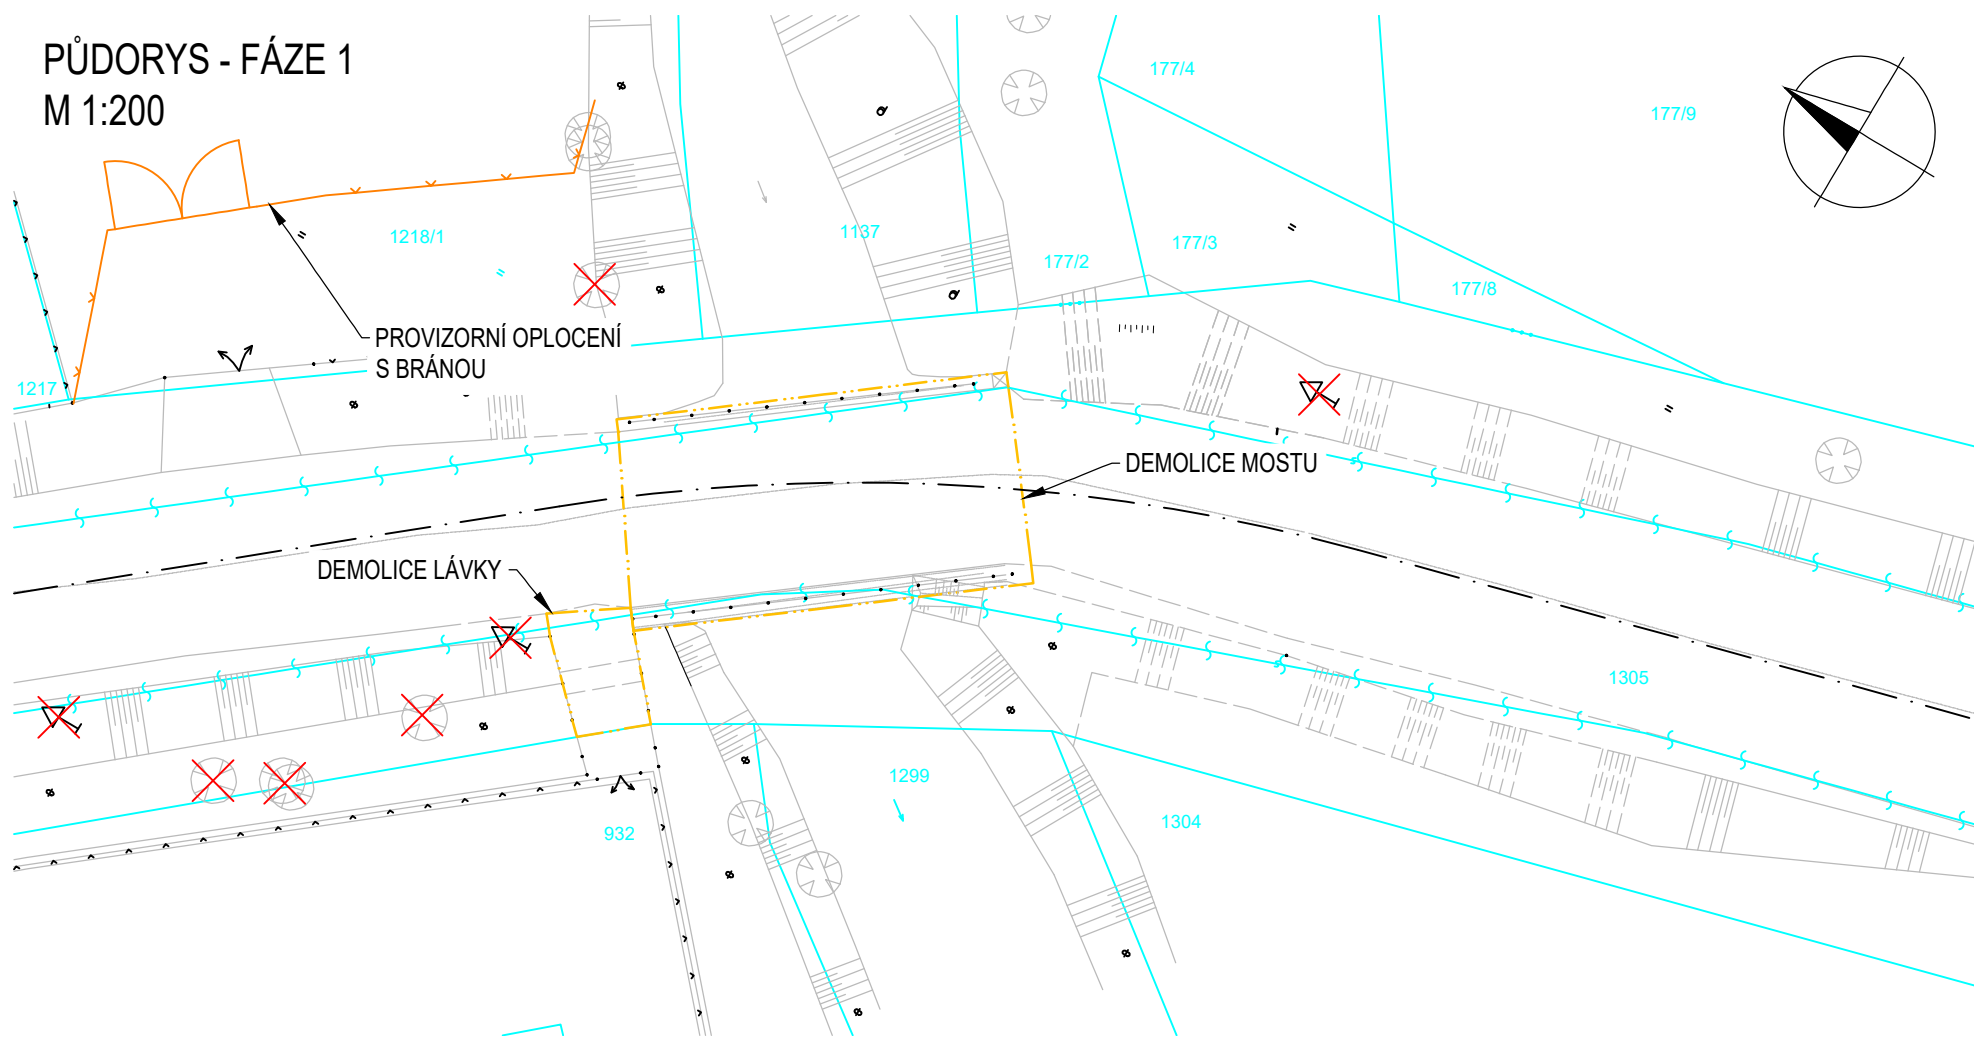 PŮDORYS - FÁZE 1
M 1:200
177/4
177/9
1218/1
1137
177/3
177/2
177/8
PROVIZORNÍ OPLOCENÍ
S BRÁNOU
1217
DEMOLICE MOSTU
DEMOLICE LÁVKY
1305
1299
1304
932